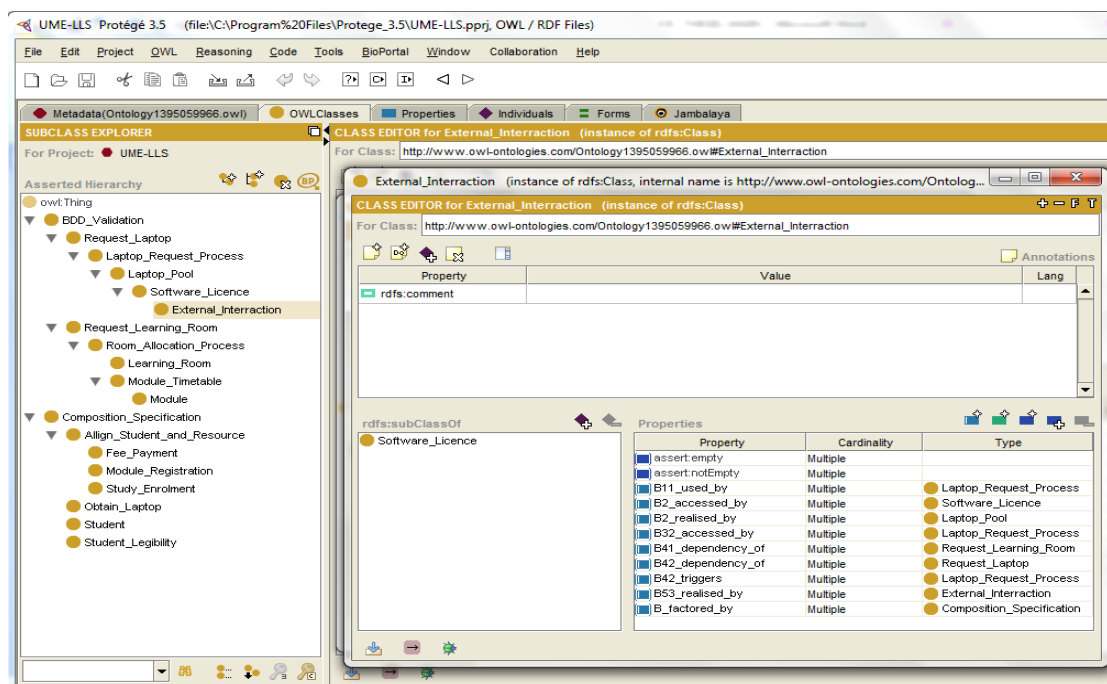 UME-LLS Protégé 3.5 (file:\C:\Program%20Files\Protege_3.5\UME-LLS.pprj, OWL / RDF Files)
File Edit Project OWL Reasoning Code Tools BioPortal Window Collaboration Help
Metadata(Ontology1395059966.owl) OWLClasses Properties Individuals Forms Jambalaya
SUBCLASS EXPLORER
For Project: UME-LLS
Asserted Hierarchy
owl:Thing
BDD_Validation
Request_Laptop
Laptop_Request_Process
Laptop_Pool
Software_Licence
External_Interraction
Request_Learning_Room
Room_Allocation_Process
Learning_Room
Module_Timetable
Module
Composition_Specification
Allign_Student_and_Resource
Fee_Payment
Module_Registration
Study_Enrolment
Obtain_Laptop
Student
Student_Legibility
CLASS EDITOR for External_Interraction (instance of rdfs:Class)
For Class: http://www.owl-ontologies.com/Ontology1395059966.owl#External_Interraction
External_Interraction (instance of rdfs:Class, internal name is http://www.owl-ontologies.com/Ontolog...
CLASS EDITOR for External_Interraction (instance of rdfs:Class)
For Class: http://www.owl-ontologies.com/Ontology1395059966.owl#External_Interraction
Annotations
Property Value Lang
rdfs:comment
rdfs:subClassOf
Software_Licence
Properties
Property Cardinality Type
assert:empty Multiple
assert:notEmpty Multiple
B11_used_by Multiple Laptop_Request_Process
B2_accessed_by Multiple Software_Licence
B2_realised_by Multiple Laptop_Pool
B32_accessed_by Multiple Laptop_Request_Process
B41_dependency_of Multiple Request_Learning_Room
B42_dependency_of Multiple Request_Laptop
B42_triggers Multiple Laptop_Request_Process
B53_realised_by Multiple External_Interraction
B_factored_by Multiple Composition_Specification